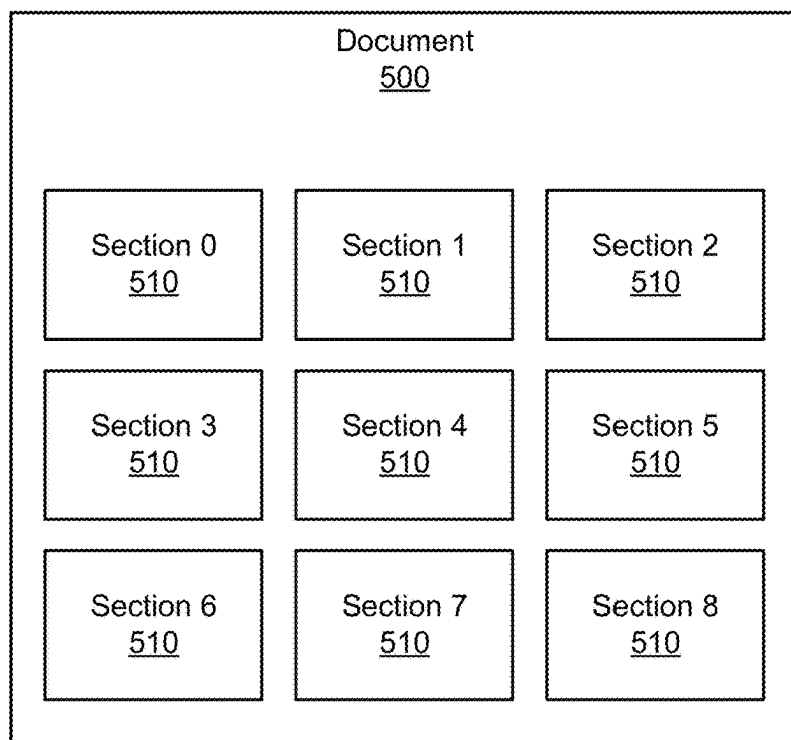 Document
500
Section 0
510
Section 1
510
Section 2
510
Section 3
510
Section 4
510
Section 5
510
Section 6
510
Section 7
510
Section 8
510